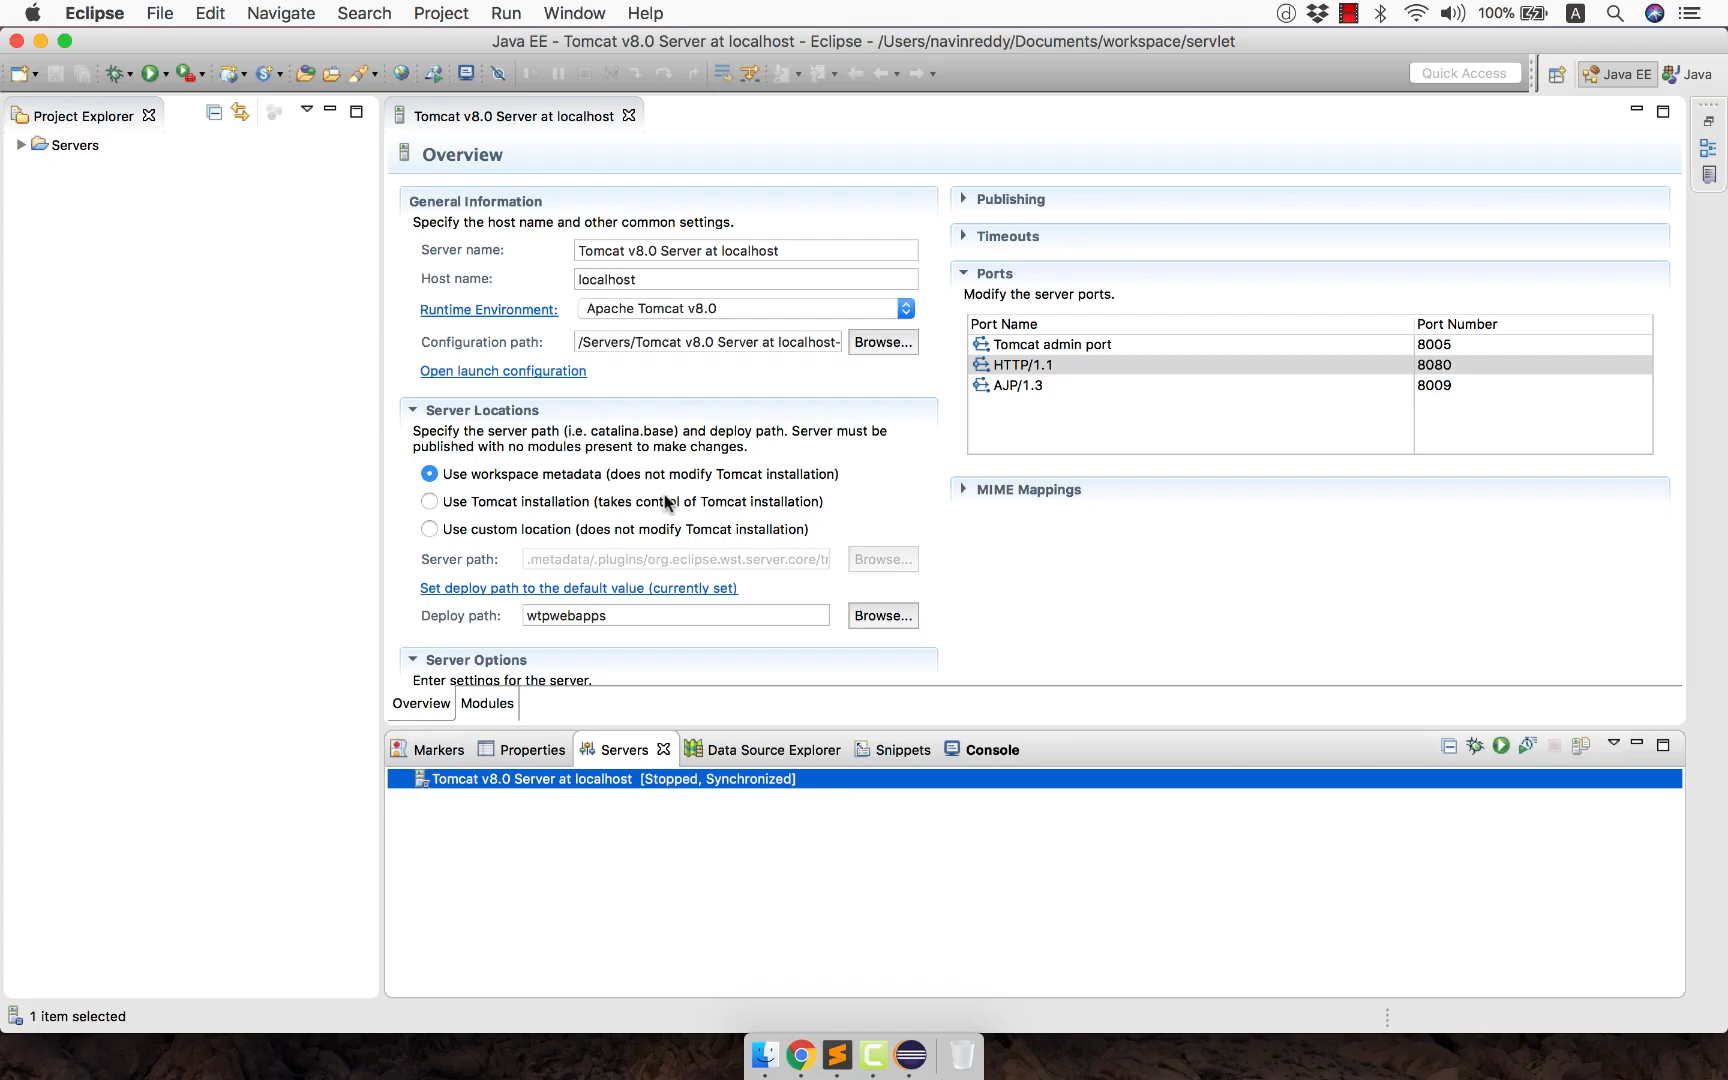 Eclipse File Edit Navigate Search Project Run Window Help 100% A
Java EE - Tomcat v8.0 Server at localhost - Eclipse - /Users/navinreddy/Documents/workspace/servlet
Quick Access Java EE Java
Project Explorer
Servers
Tomcat v8.0 Server at localhost
Overview
General Information
Specify the host name and other common settings.
Server name: Tomcat v8.0 Server at localhost
Host name: localhost
Runtime Environment: Apache Tomcat v8.0
Configuration path: /Servers/Tomcat v8.0 Server at localhost- Browse...
Open launch configuration
Server Locations
Specify the server path (i.e. catalina.base) and deploy path. Server must be
published with no modules present to make changes.
Use workspace metadata (does not modify Tomcat installation)
Use Tomcat installation (takes control of Tomcat installation)
Use custom location (does not modify Tomcat installation)
Server path: .metadata/.plugins/org.eclipse.wst.server.core/ Browse...
Set deploy path to the default value (currently set)
Deploy path: wtpwebapps Browse...
Server Options
Enter settings for the server.
Publishing
Timeouts
Ports
Modify the server ports.
Port Name Port Number
Tomcat admin port 8005
HTTP/1.1 8080
AJP/1.3 8009
MIME Mappings
Overview Modules
Markers Properties Servers Data Source Explorer Snippets Console
Tomcat v8.0 Server at localhost [Stopped, Synchronized]
1 item selected